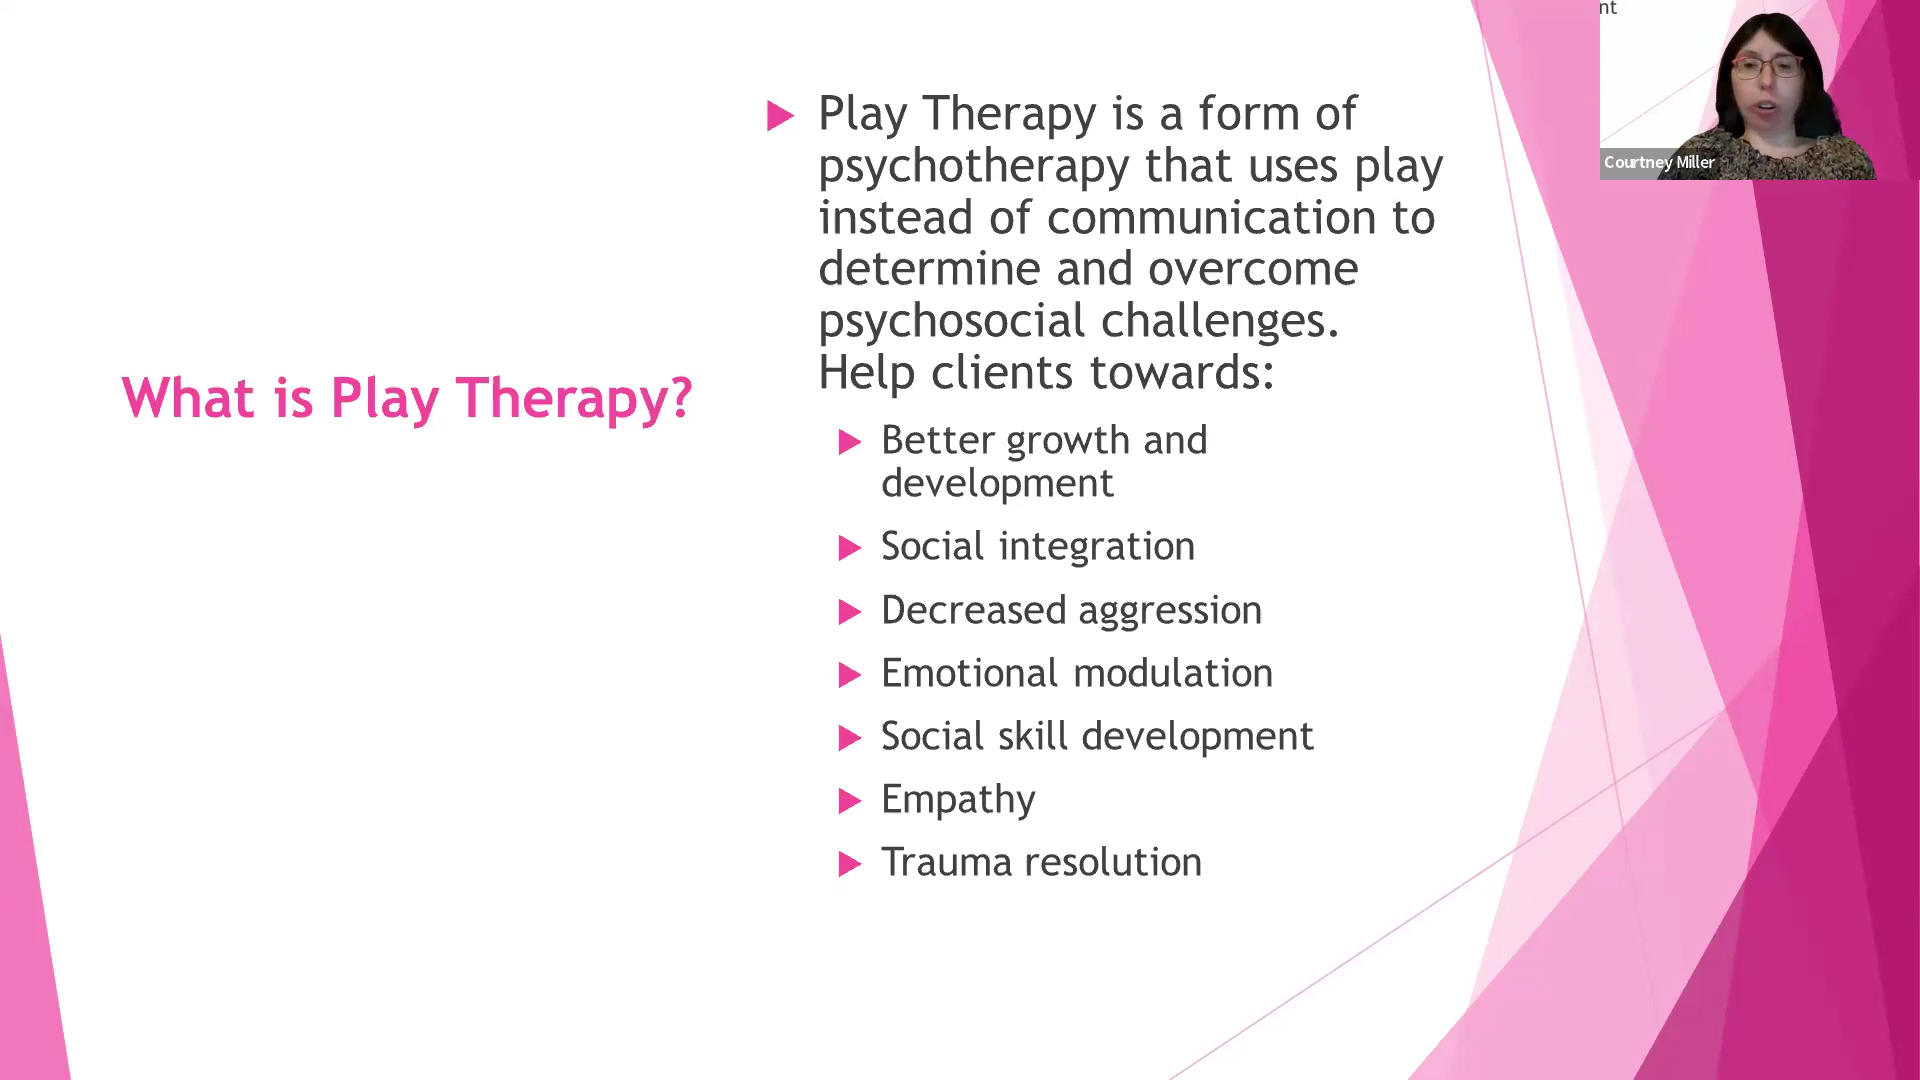 nt
Courtney Miller
What is Play Therapy?
Play Therapy is a form of
psychotherapy that uses play
instead of communication to
determine and overcome
psychosocial challenges.
Help clients towards:
Better growth and
development
Social integration
Decreased aggression
Emotional modulation
Social skill development
Empathy
Trauma resolution